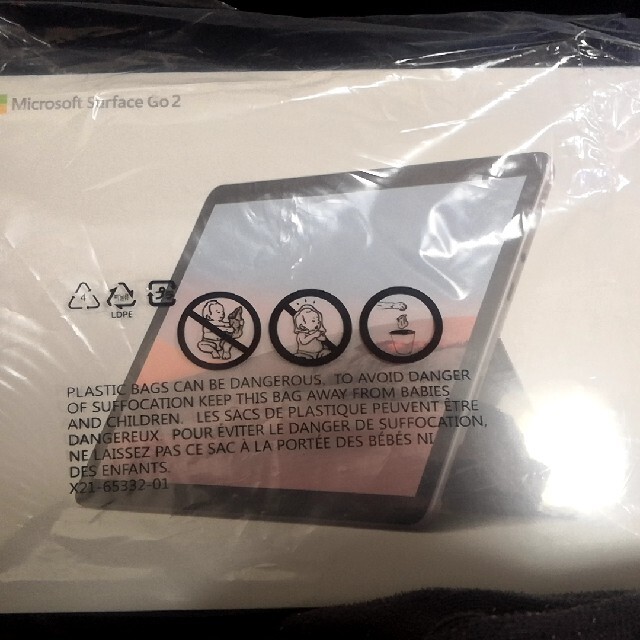 Microsoft Surface Go 2
LDPE
PLASTIC BAGS CAN BE DANGEROUS. TO AVOID DANGER
OF SUFFOCATION KEEP THIS BAG AWAY FROM BABIES
AND CHILDREN. LES SACS DE PLASTIQUE PEUVENT ÊTRE
DANGEREUX. POUR ÉVITER LE DANGER DE SUFFOCATION,
NE LAISSEZ PAS CE SAC À LA PORTÉE DES BÉBÉS NI
DES ENFANTS.
X21-65332-01